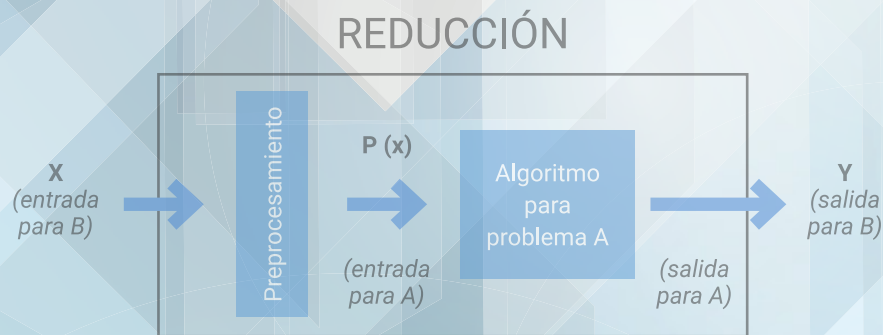 REDUCCIÓN
X
(entrada
para B)
Preprocesamiento
P (x)
(entrada
para A)
Algoritmo
para
problema A
(salida
para A)
Y
(salida
para B)